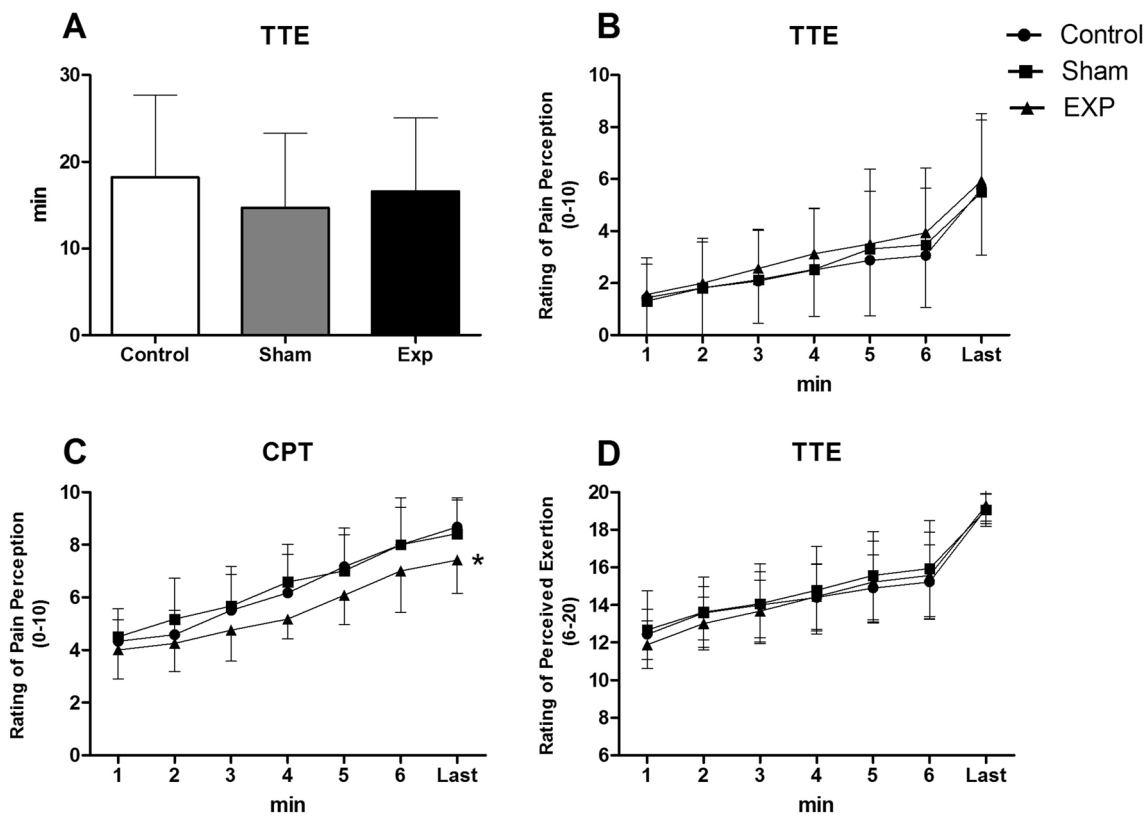 A
TTE
30
20
10
0
min
Control
Sham
Exp
B
TTE
10
8
6
4
2
0
Rating of Pain Perception
(0-10)
1
2
3
4
5
6
Last
min
Control
Sham
EXP
C
CPT
10
8
6
4
2
0
Rating of Pain Perception
(0-10)
*
1
2
3
4
5
6
Last
min
D
TTE
20
18
16
14
12
10
8
6
Rating of Perceived Exertion
(6-20)
1
2
3
4
5
6
Last
min